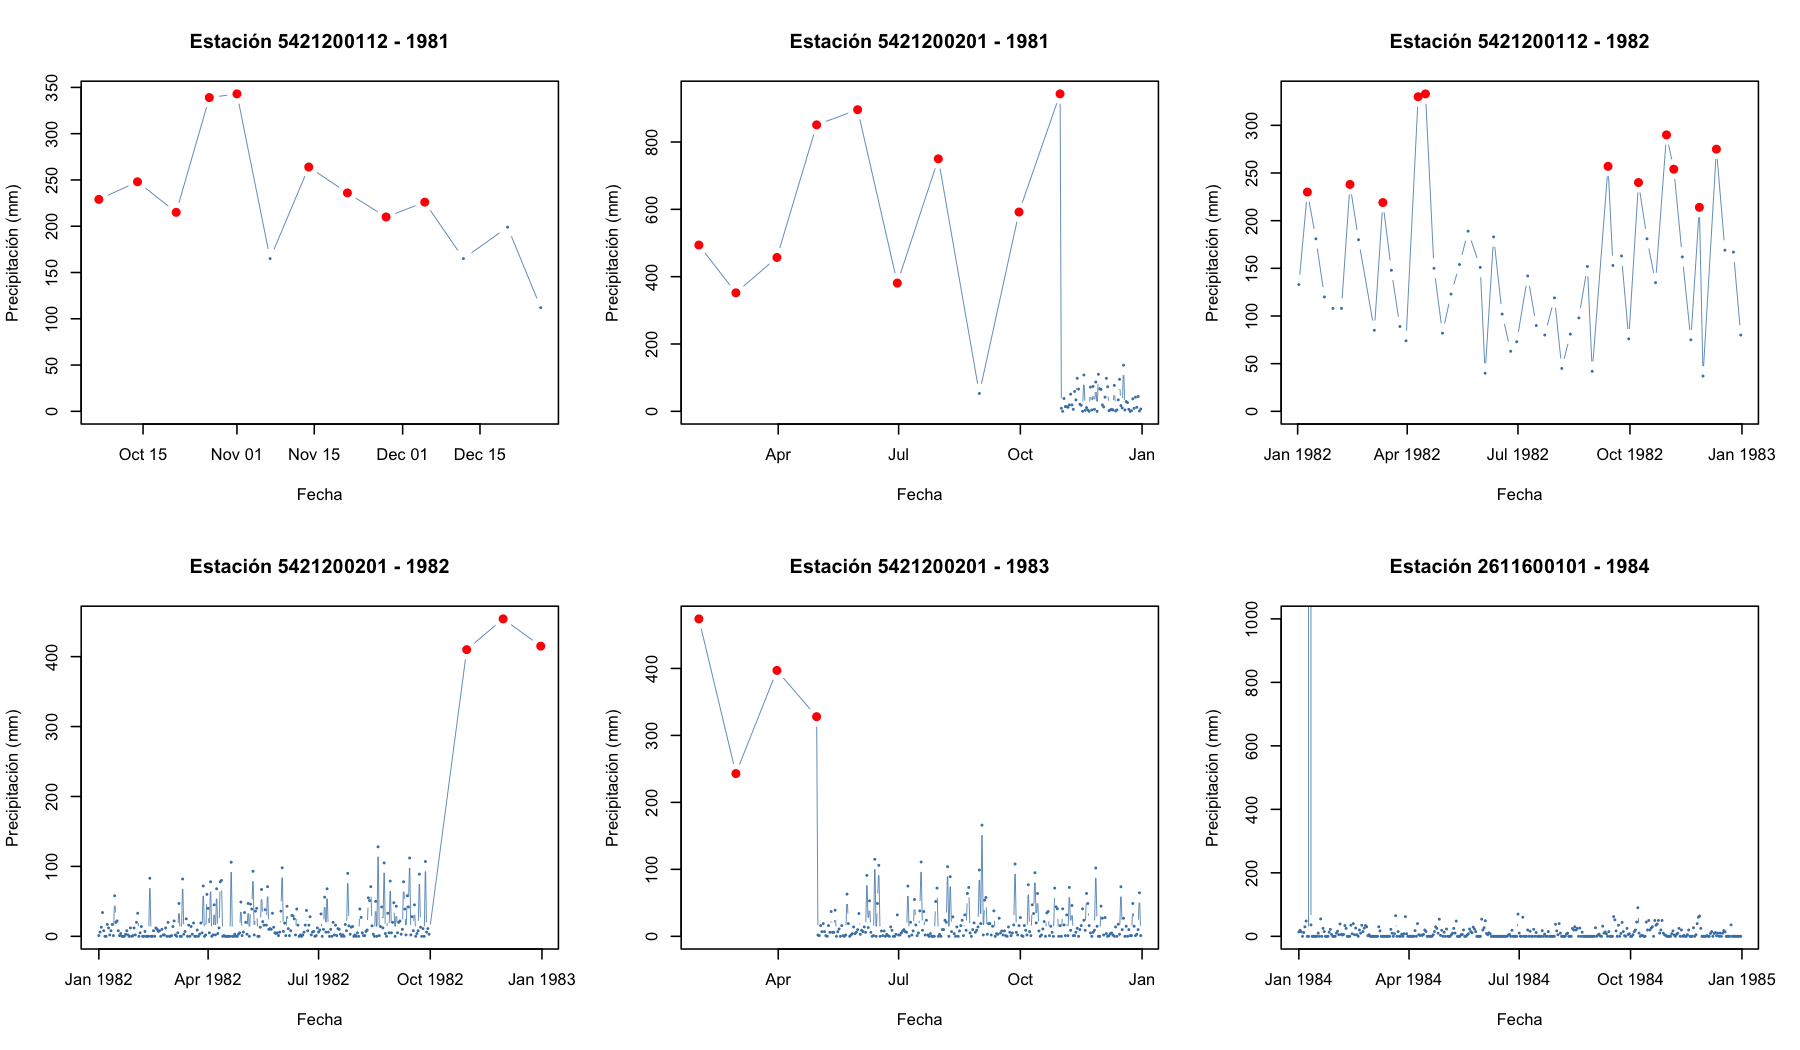 Estación 5421200112 - 1981
Precipitación (mm)
350
300
250
200
150
100
50
0
Oct 15 Nov 01 Nov 15 Dec 01 Dec 15
Fecha
Estación 5421200201 - 1981
Precipitación (mm)
800
600
400
200
0
Apr Jul Oct Jan
Fecha
Estación 5421200112 - 1982
Precipitación (mm)
300
250
200
150
100
50
0
Jan 1982 Apr 1982 Jul 1982 Oct 1982 Jan 1983
Fecha
Estación 5421200201 - 1982
Precipitación (mm)
400
300
200
100
0
Jan 1982 Apr 1982 Jul 1982 Oct 1982 Jan 1983
Fecha
Estación 5421200201 - 1983
Precipitación (mm)
400
300
200
100
0
Apr Jul Oct Jan
Fecha
Estación 2611600101 - 1984
Precipitación (mm)
1000
800
600
400
200
0
Jan 1984 Apr 1984 Jul 1984 Oct 1984 Jan 1985
Fecha